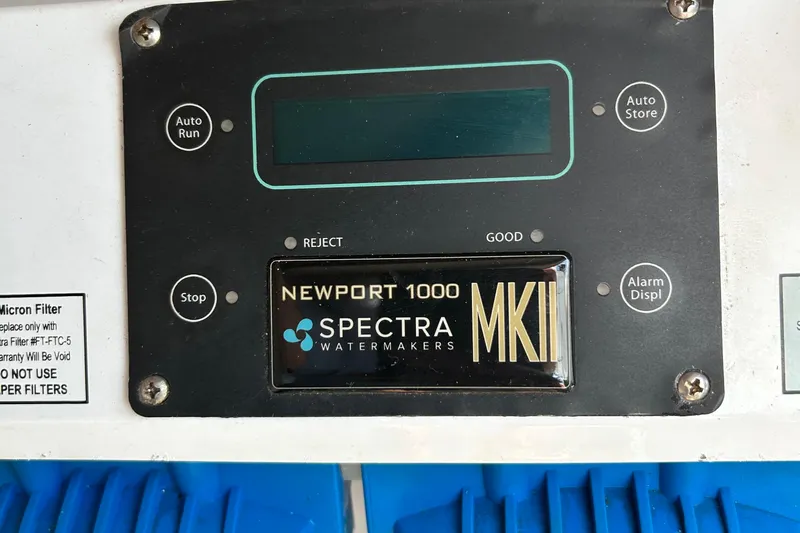 Auto
Run
Auto
Store
REJECT
GOOD
Stop
Alarm
Displ
NEWPORT 1000
MKII
SPECTRA
WATERMAKERS
Micron Filter
eplace only with
tra Filter #FT-FTC-5
arranty Will Be Void
O NOT USE
APER FILTERS
S